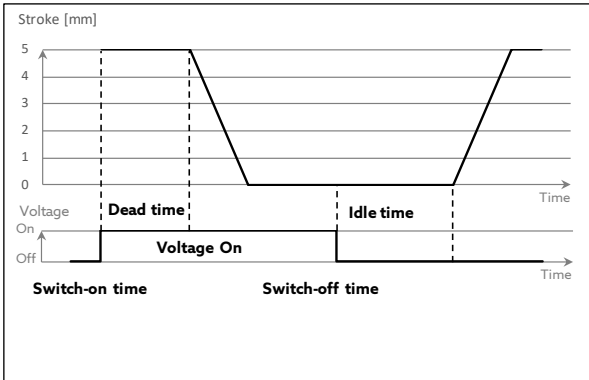 Stroke [mm]
5
4
3
2
1
0
Time
Voltage
Dead time
Idle time
On
Voltage On
Off
Time
Switch-on time
Switch-off time